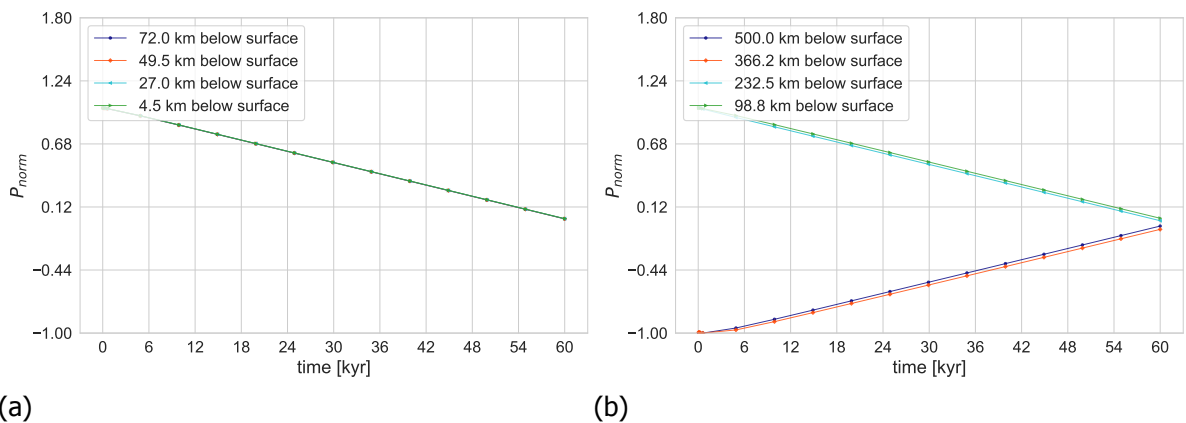 1.80
1.24
0.68
0.12
−0.44
−1.00
P_norm
72.0 km below surface
49.5 km below surface
27.0 km below surface
4.5 km below surface
0 6 12 18 24 30 36 42 48 54 60
time [kyr]
(a)
1.80
1.24
0.68
0.12
−0.44
−1.00
P_norm
500.0 km below surface
366.2 km below surface
232.5 km below surface
98.8 km below surface
0 6 12 18 24 30 36 42 48 54 60
time [kyr]
(b)